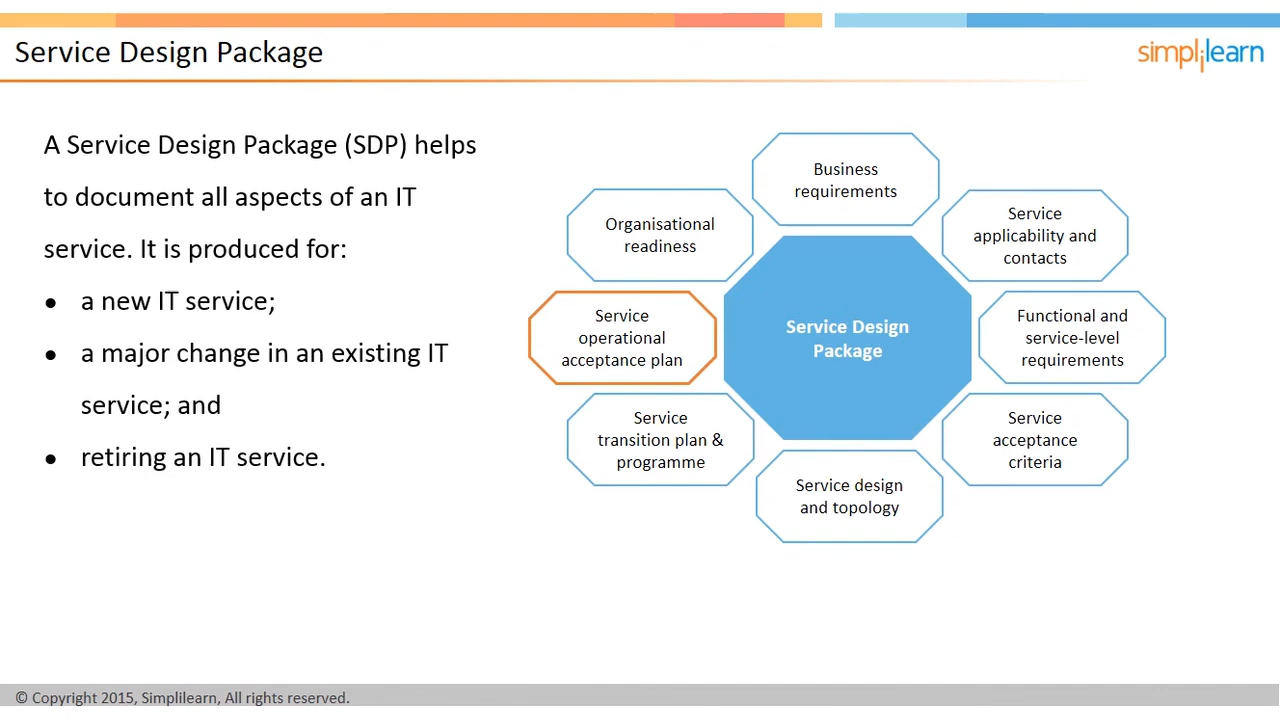 Service Design Package
simplilearn
A Service Design Package (SDP) helps
to document all aspects of an IT
service. It is produced for:
• a new IT service;
• a major change in an existing IT
service; and
• retiring an IT service.
Business
requirements
Service
applicability and
contacts
Functional and
service-level
requirements
Service
acceptance
criteria
Service design
and topology
Service
transition plan &
programme
Service
operational
acceptance plan
Organisational
readiness
Service Design
Package
© Copyright 2015, Simplilearn, All rights reserved.